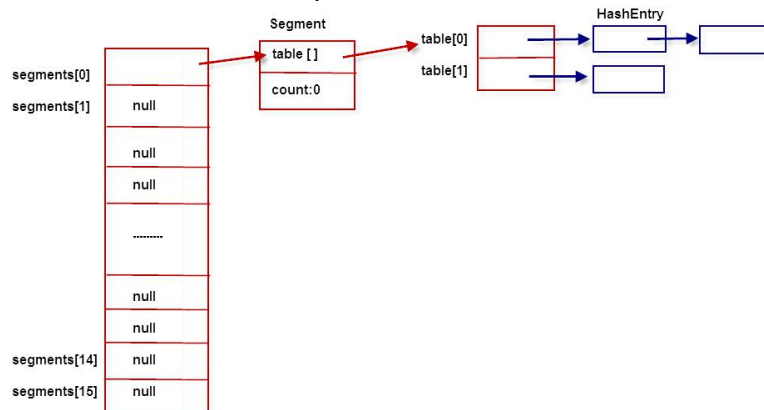 Segment
HashEntry
table [ ]
table[0]
segments[0]
table[1]
count:0
segments[1]
null
null
null
---------
null
null
segments[14]
null
segments[15]
null